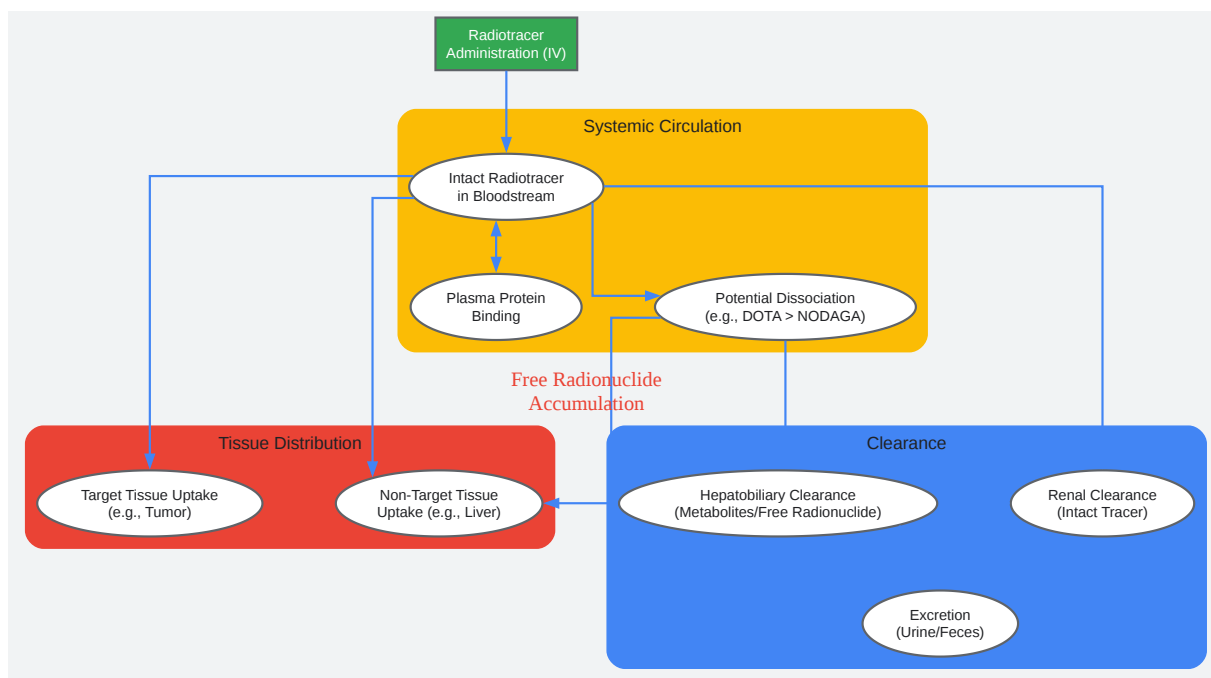 Radiotracer
Administration (IV)
Systemic Circulation
Intact Radiotracer
in Bloodstream
Plasma Protein
Binding
Potential Dissociation
(e.g., DOTA > NODAGA)
Free Radionuclide
Accumulation
Tissue Distribution
Target Tissue Uptake
(e.g., Tumor)
Non-Target Tissue
Uptake (e.g., Liver)
Clearance
Hepatobiliary Clearance
(Metabolites/Free Radionuclide)
Renal Clearance
(Intact Tracer)
Excretion
(Urine/Feces)